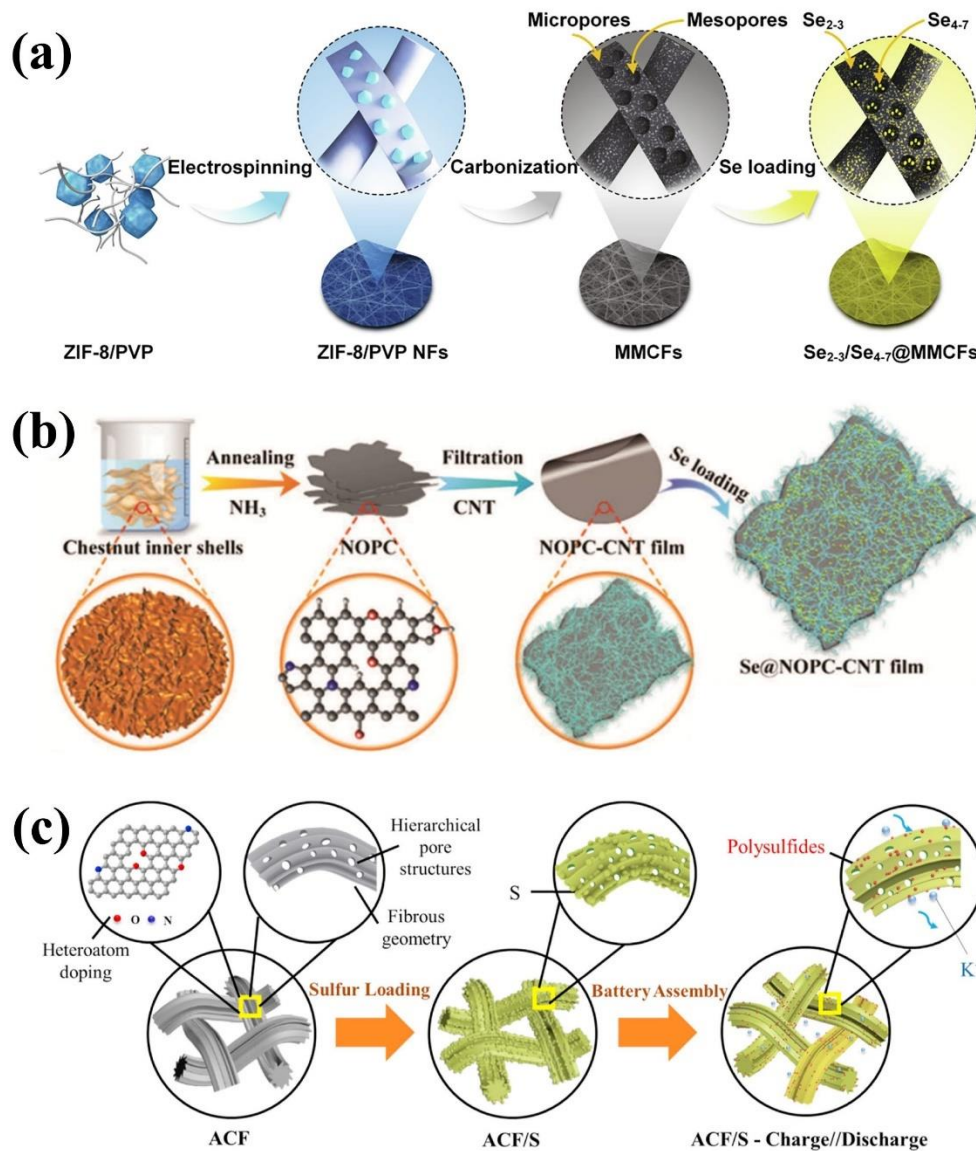 (a)
Micropores
Mesopores
Se2-3
Se4-7
Electrospinning
Carbonization
Se loading
ZIF-8/PVP
ZIF-8/PVP NFs
MMCFs
Se2-3/Se4-7@MMCFs
(b)
Annealing
NH3
Filtration
CNT
Se loading
Chestnut inner shells
NOPC
NOPC-CNT film
Se@NOPC-CNT film
(c)
O N
Heteroatom
doping
Hierarchical
pore
structures
Fibrous
geometry
S
Polysulfides
K
Sulfur Loading
Battery Assembly
ACF
ACF/S
ACF/S - Charge//Discharge